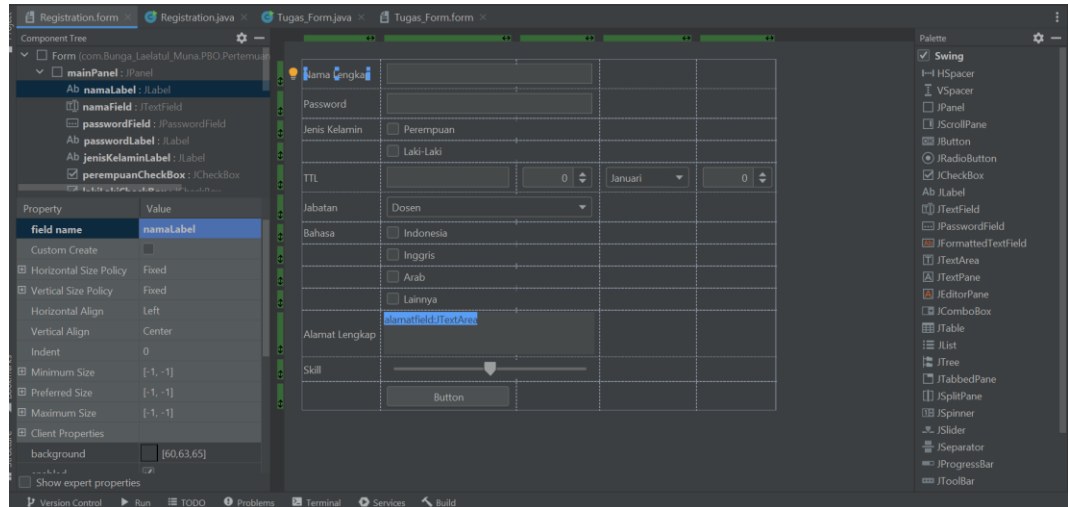 Registration.form
Registration.java
Tugas_Form.java
Tugas_Form.form
Component Tree
Form (com.Bunga_Laelatul_Muna.PBO.Pertemuan
mainPanel : JPanel
Ab namaLabel : JLabel
namaField : JTextField
passwordField : JPasswordField
Ab passwordLabel : JLabel
Ab jenisKelaminLabel : JLabel
perempuanCheckBox : JCheckBox
Property Value
field name namaLabel
Custom Create
Horizontal Size Policy Fixed
Vertical Size Policy Fixed
Horizontal Align Left
Vertical Align Center
Indent 0
Minimum Size [-1, -1]
Preferred Size [-1, -1]
Maximum Size [-1, -1]
Client Properties
background [60,63,65]
Show expert properties
Nama Lengkap
Password
Jenis Kelamin Perempuan
Laki-Laki
TTL 0 Januari 0
Jabatan Dosen
Bahasa Indonesia
Inggris
Arab
Lainnya
alamatfield:JTextArea
Alamat Lengkap
Skill
Button
Palette
Swing
HSpacer
VSpacer
JPanel
JScrollPane
JButton
JRadioButton
JCheckBox
Ab JLabel
JTextField
JPasswordField
JFormattedTextField
JTextArea
JTextPane
JEditorPane
JComboBox
JTable
JList
JTree
JTabbedPane
JSplitPane
JSpinner
JSlider
JSeparator
JProgressBar
JToolBar
Version Control Run TODO Problems Terminal Services Build